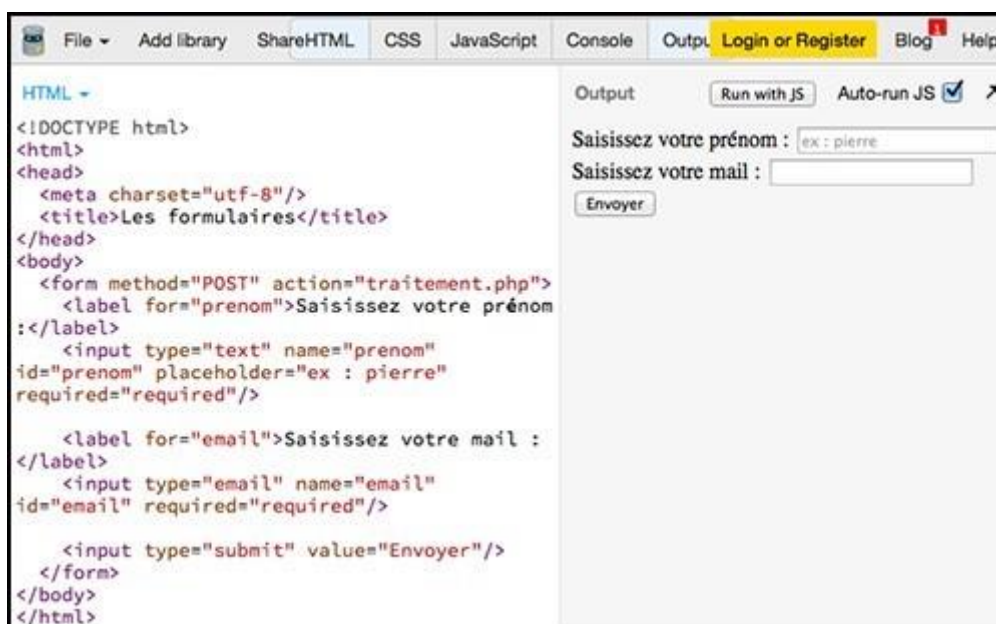 File Add library ShareHTML CSS JavaScript Console Outpu Login or Register Blog 1 Help
HTML
<!DOCTYPE html>
<html>
<head>
<meta charset="utf-8"/>
<title>Les formulaires</title>
</head>
<body>
<form method="POST" action="traitement.php">
<label for="prenom">Saisissez votre prénom
:</label>
<input type="text" name="prenom"
id="prenom" placeholder="ex : pierre"
required="required"/>
<label for="email">Saisissez votre mail :
</label>
<input type="email" name="email"
id="email" required="required"/>
<input type="submit" value="Envoyer"/>
</form>
</body>
</html>
Output Run with JS Auto-run JS
Saisissez votre prénom : ex : pierre
Saisissez votre mail :
Envoyer